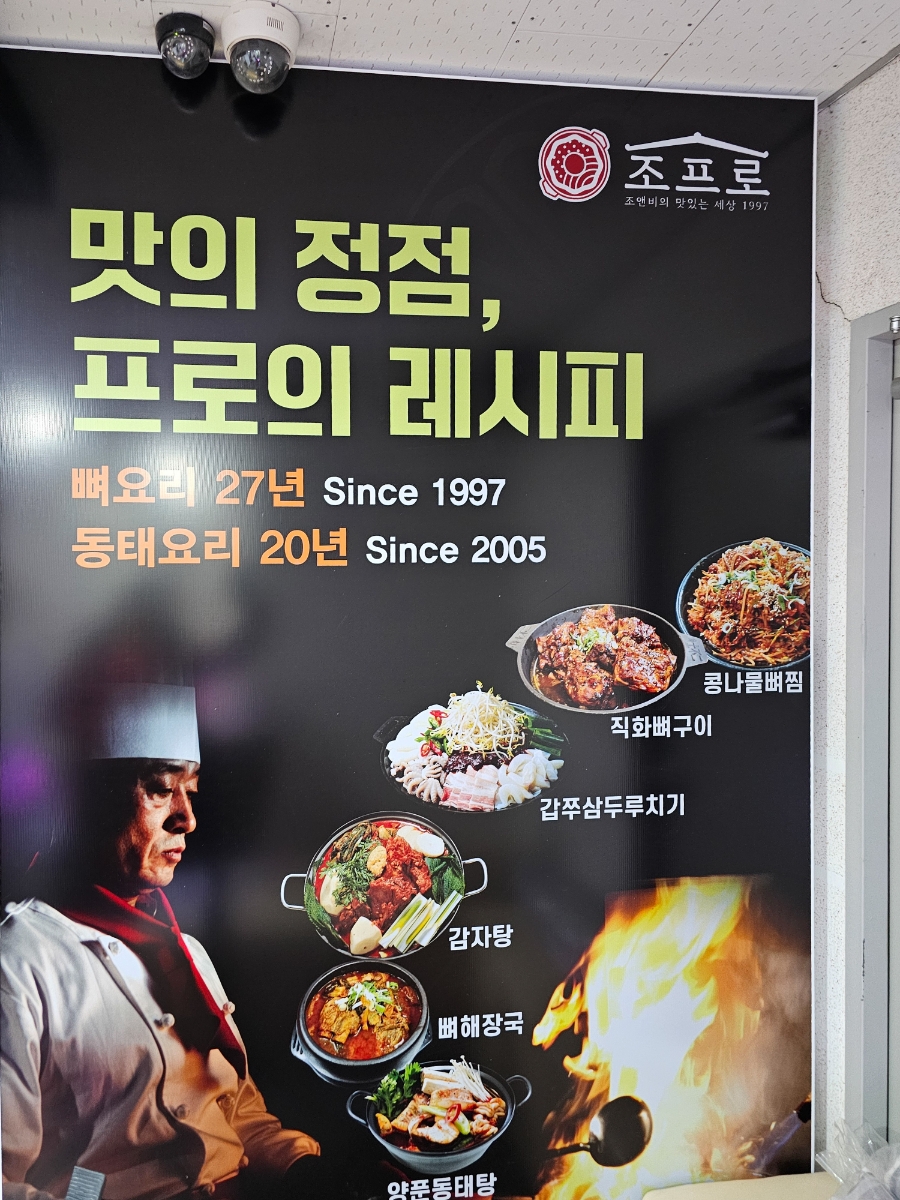 조프로
조앤비의 맛있는 세상 1997
맛의 정점,
프로의 레시피
뼈요리 27년 Since 1997
동태요리 20년 Since 2005
콩나물뼈찜
직화뼈구이
갑쭈삼두루치기
감자탕
뼈해장국
양푼동태탕